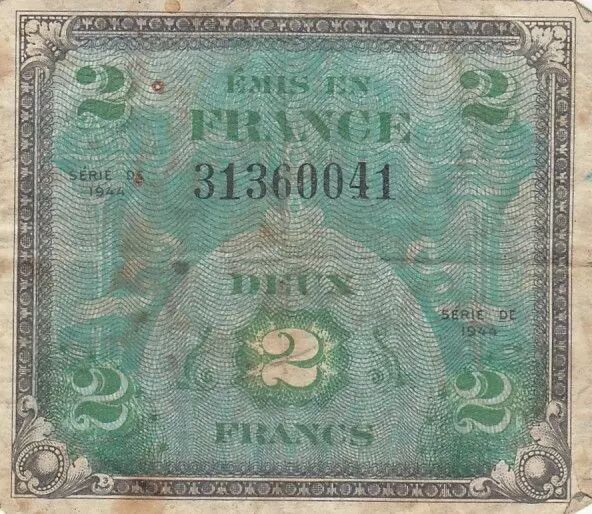 2 ÉMIS EN 2
FRANCE
SÉRIE DE
1944
31360041
DEUX
SÉRIE DE
1944
2
2 2
FRANCS